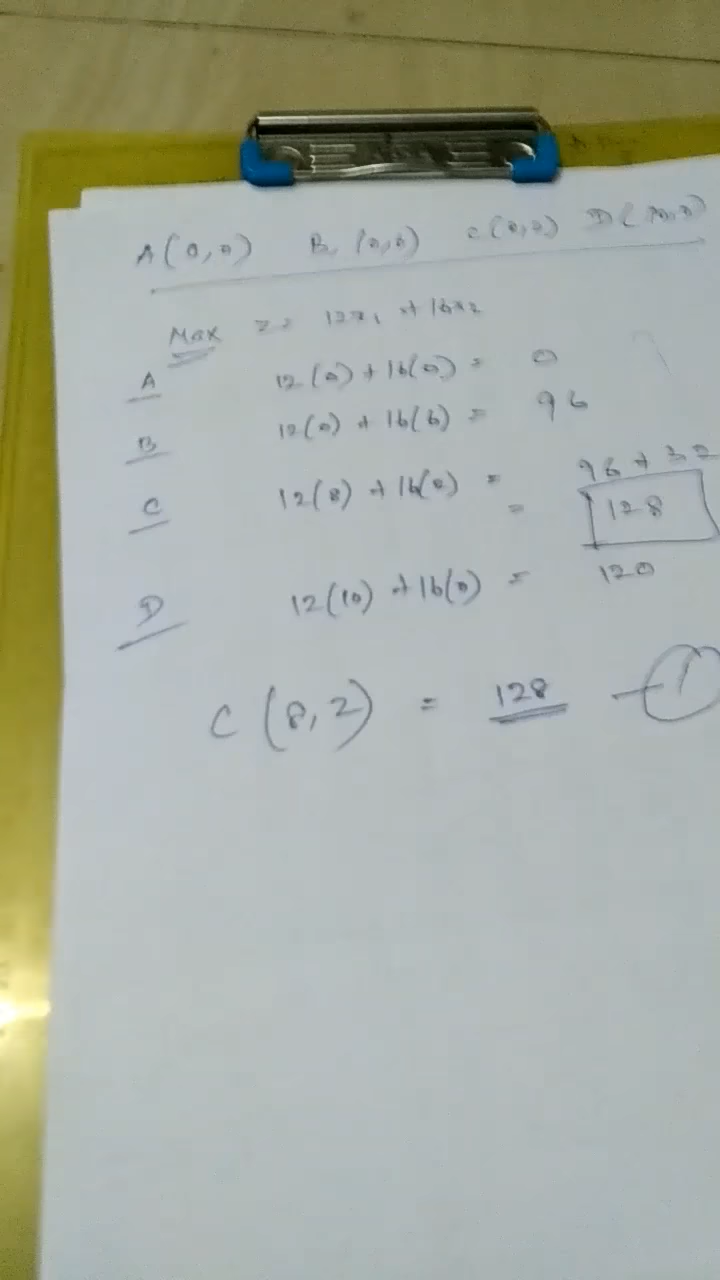 A (0,0) B (0,6) C (8,2) D (10,0)
Max Z = 12x1 + 16x2
A 12(0) + 16(0) = 0
B 12(0) + 16(6) = 96
C 12(8) + 16(2) = 96 + 32
= 128
D 12(10) + 16(0) = 120
C (8,2) = 128